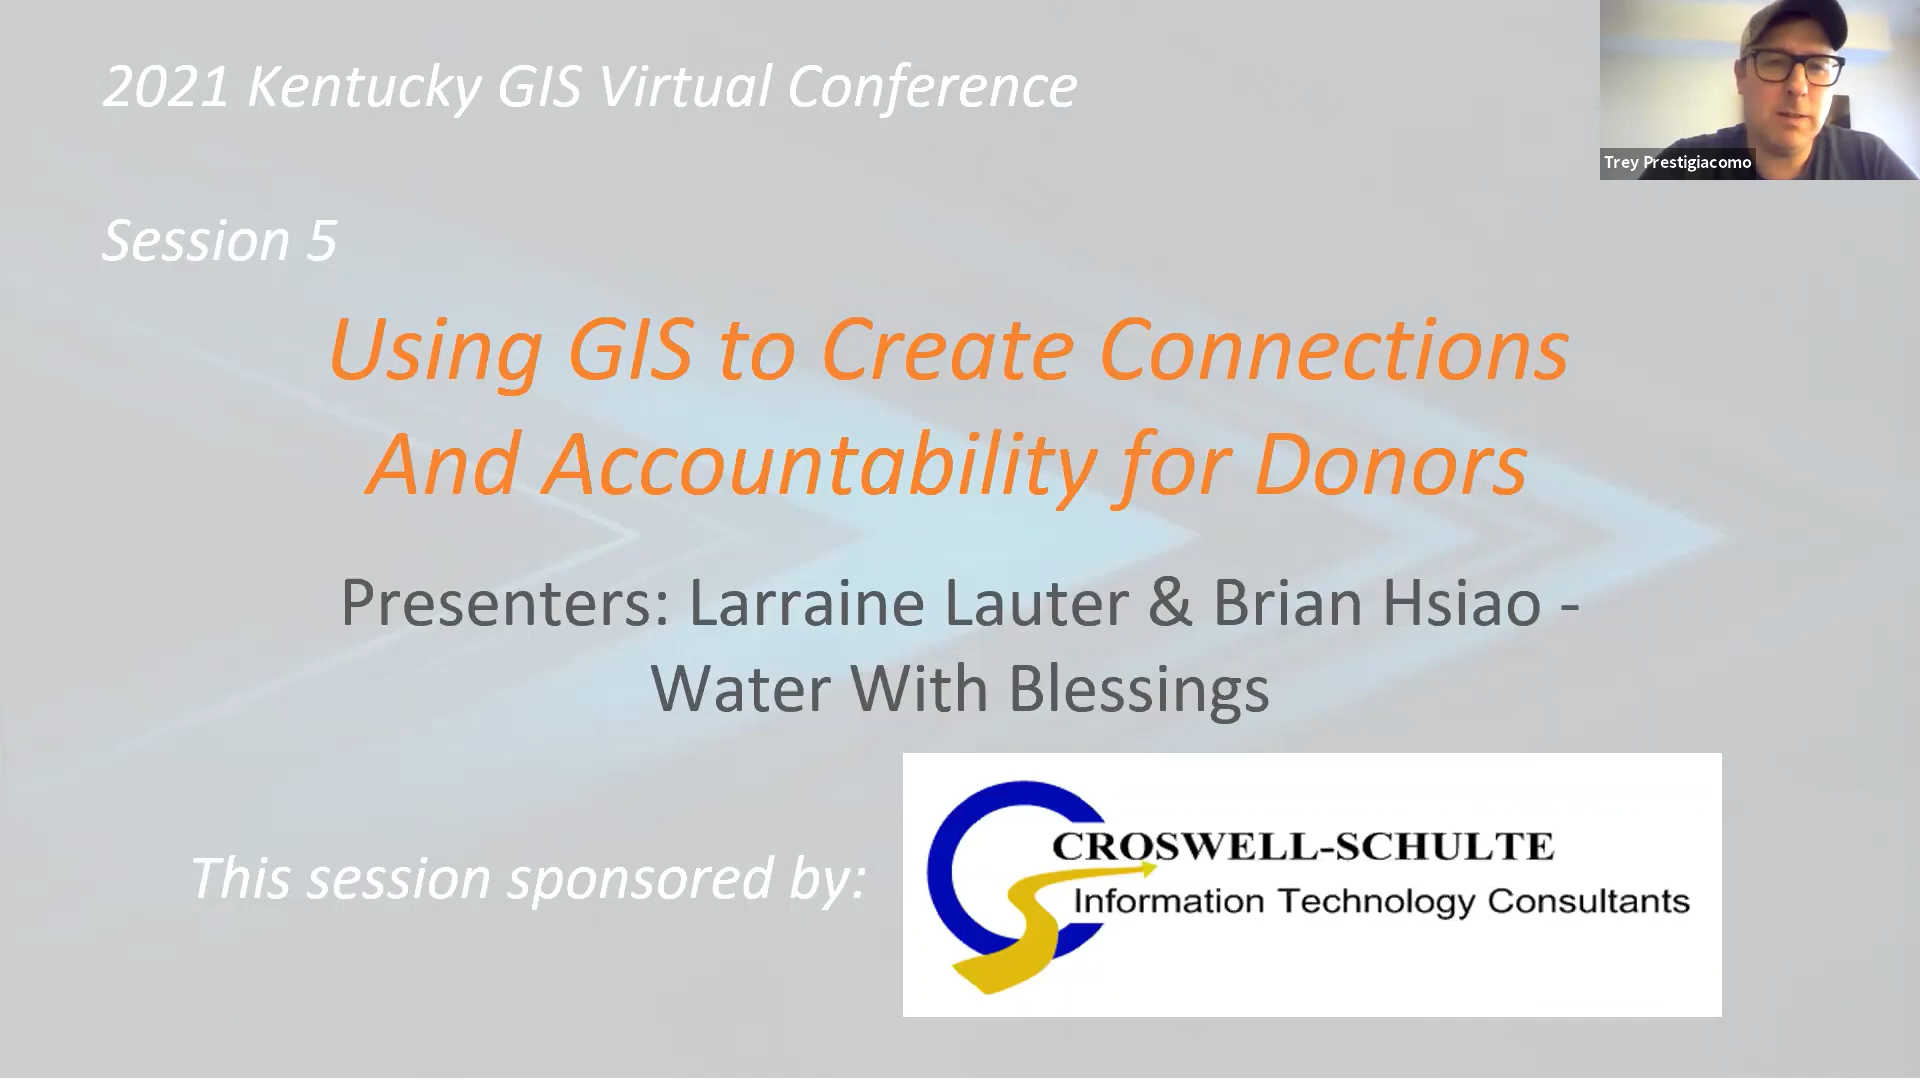 2021 Kentucky GIS Virtual Conference
Trey Prestigiacomo
Session 5
Using GIS to Create Connections
And Accountability for Donors
Presenters: Larraine Lauter & Brian Hsiao -
Water With Blessings
This session sponsored by:
CROSWELL-SCHULTE
Information Technology Consultants